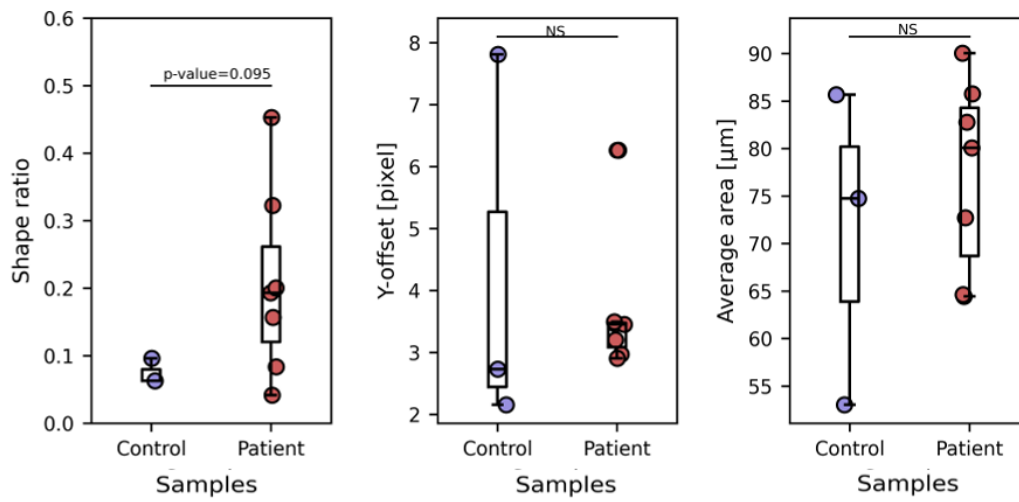 0.6
0.5
0.4
0.3
0.2
0.1
0.0
Shape ratio
p-value=0.095
Control
Patient
Samples
8
7
6
5
4
3
2
Y-offset [pixel]
NS
Control
Patient
Samples
90
85
80
75
70
65
60
55
Average area [µm]
NS
Control
Patient
Samples